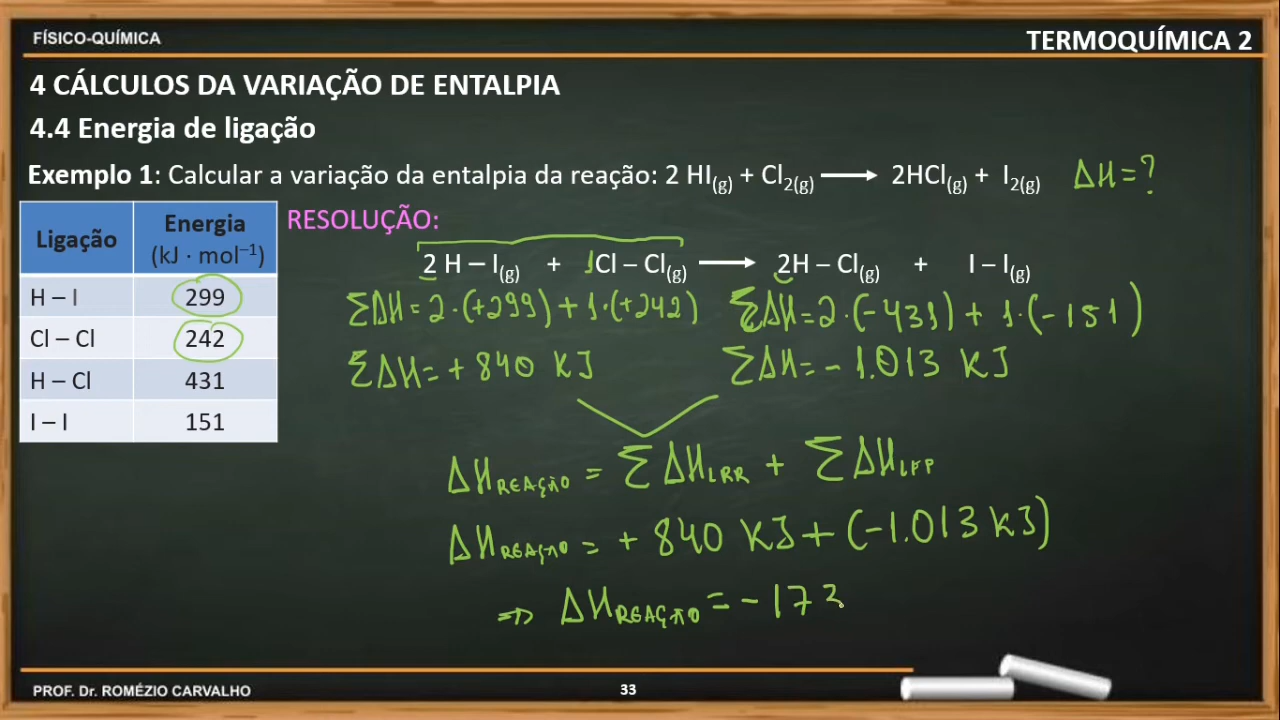 FÍSICO-QUÍMICA
TERMOQUÍMICA 2
4 CÁLCULOS DA VARIAÇÃO DE ENTALPIA
4.4 Energia de ligação
Exemplo 1: Calcular a variação da entalpia da reação: 2 HI(g) + Cl2(g) → 2HCl(g) + I2(g) ΔH=?
Ligação Energia (kJ · mol⁻¹)
H – I 299
Cl – Cl 242
H – Cl 431
I – I 151
RESOLUÇÃO:
2 H – I(g) + 1Cl – Cl(g) → 2H – Cl(g) + I – I(g)
ΣΔH=2·(+299)+1·(+242) ΣΔH=2·(-431)+1·(-151)
ΣΔH=+840 KJ ΣΔH=-1.013 KJ
ΔHREAÇÃO = ΣΔHLRR + ΣΔHLFP
ΔHREAÇÃO = +840 KJ+(-1.013 KJ)
⇒ ΔHREAÇÃO = -173
PROF. Dr. ROMÉZIO CARVALHO
33